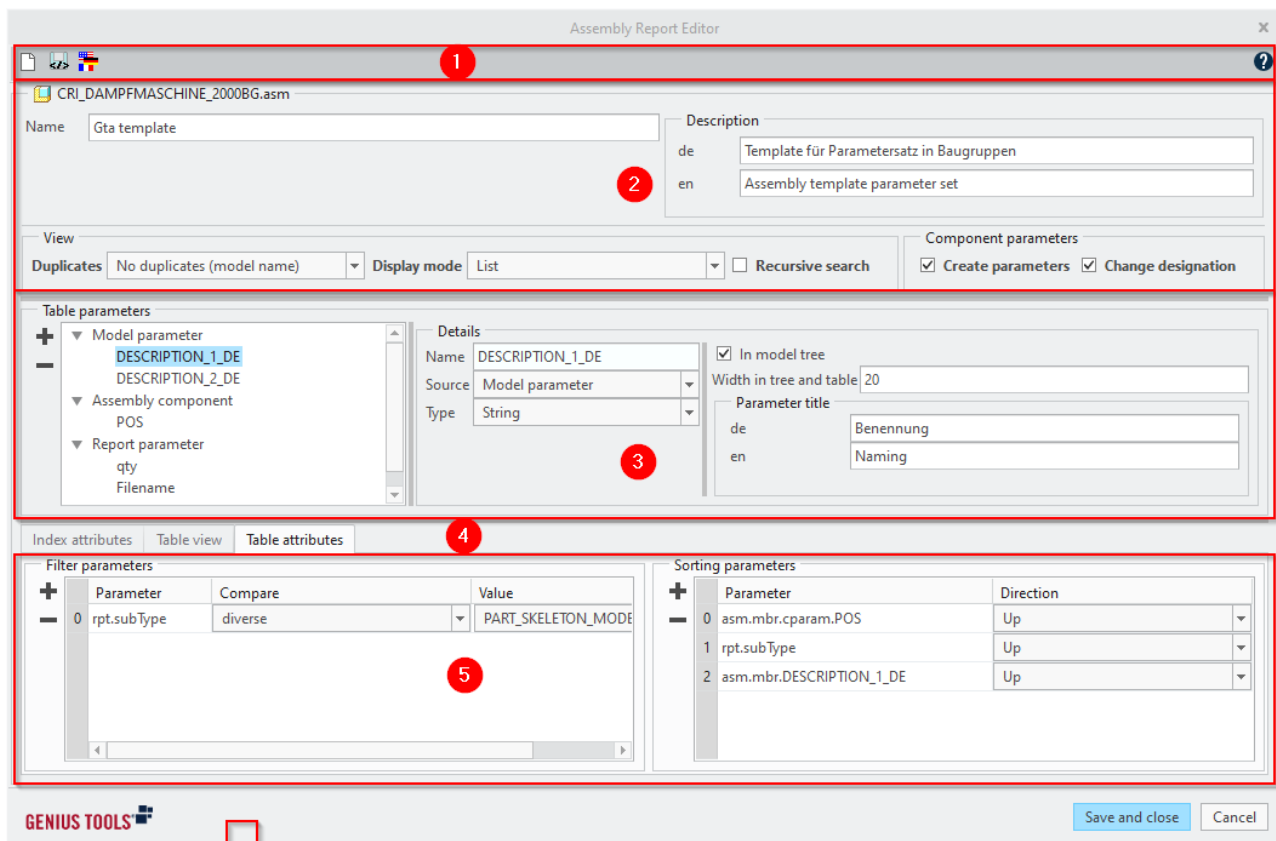 Assembly Report Editor
1
CRI_DAMPFMASCHINE_2000BG.asm
Name Gta template
Description
de Template für Parametersatz in Baugruppen
en Assembly template parameter set
2
View
Duplicates No duplicates (model name) Display mode List Recursive search
Component parameters
Create parameters Change designation
Table parameters
Model parameter
DESCRIPTION_1_DE
DESCRIPTION_2_DE
Assembly component
POS
Report parameter
qty
Filename
Details
Name DESCRIPTION_1_DE
Source Model parameter
Type String
3
In model tree
Width in tree and table 20
Parameter title
de Benennung
en Naming
4
Index attributes Table view Table attributes
Filter parameters
Parameter Compare Value
0 rpt.subType diverse PART_SKELETON_MODE
5
Sorting parameters
Parameter Direction
0 asm.mbr.cparam.POS Up
1 rpt.subType Up
2 asm.mbr.DESCRIPTION_1_DE Up
GENIUS TOOLS
Save and close Cancel